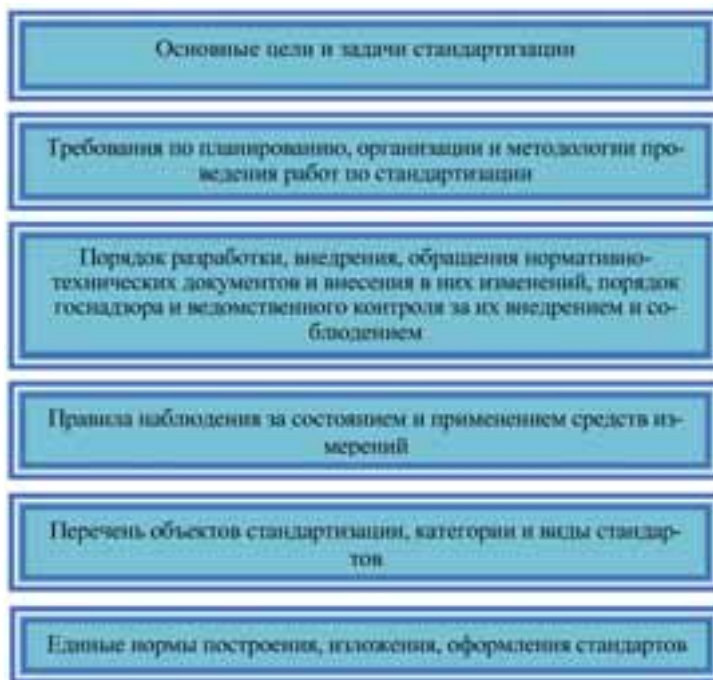 Основные цели и задачи стандартизации
Требования по планированию, организации и методологии про-
ведения работ по стандартизации
Порядок разработки, внедрения, обращения нормативно-
технических документов и внесения в них изменений, порядок
госнадзора и ведомственного контроля за их внедрением и со-
блюдением
Правила наблюдения за состоянием и применением средств из-
мерений
Перечень объектов стандартизации, категории и виды стандар-
тов
Единые нормы построения, изложения, оформления стандартов